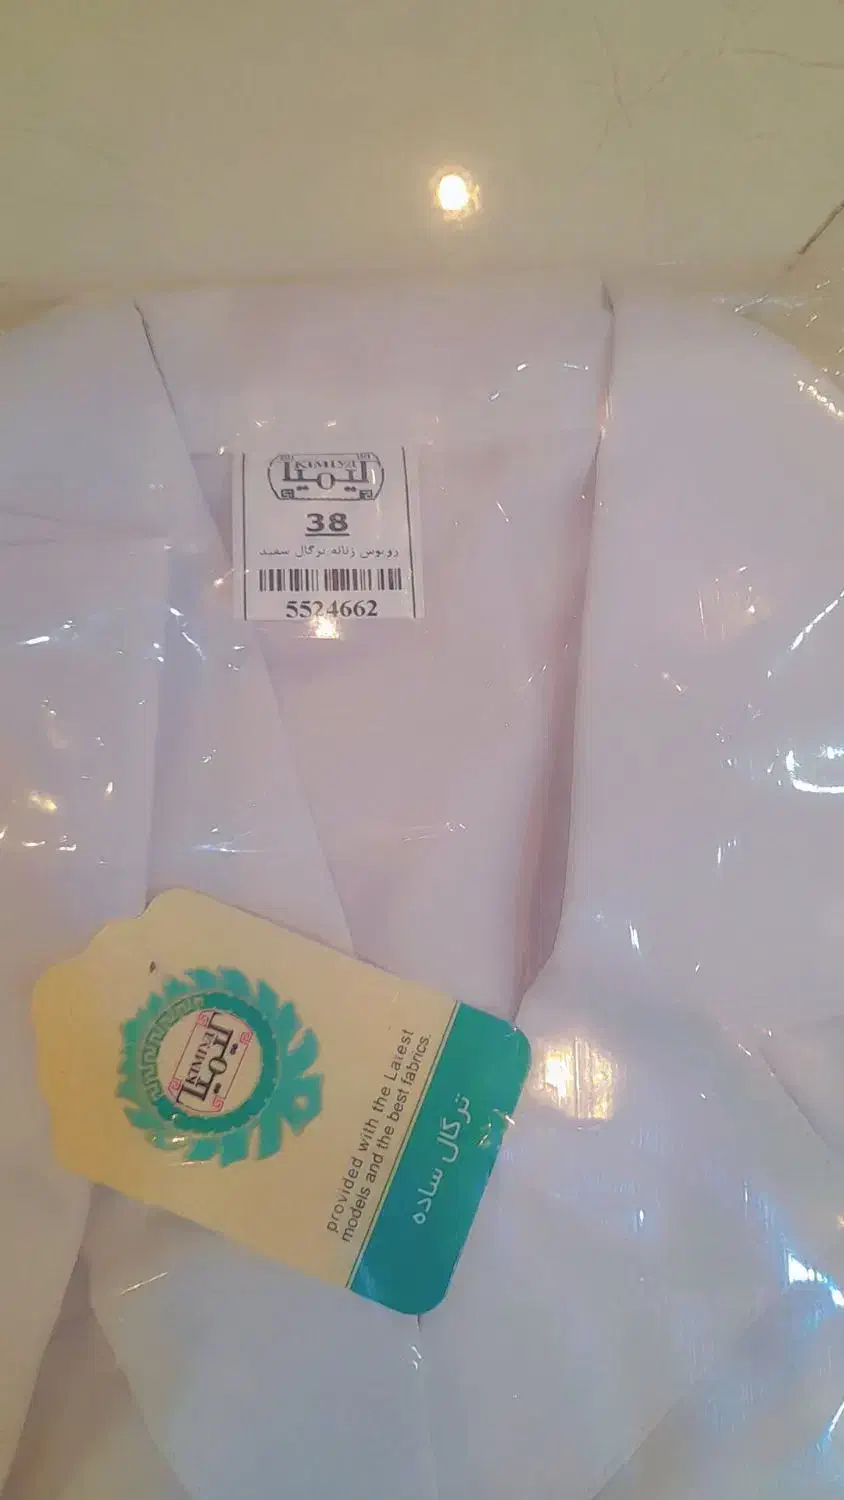 KIMIYA
کیمیا
38
روپوش زنانه ترگال سفید
5524662
KIMIYA
کیمیا
provided with the Latest
models and the best fabrics.
ترگال ساده